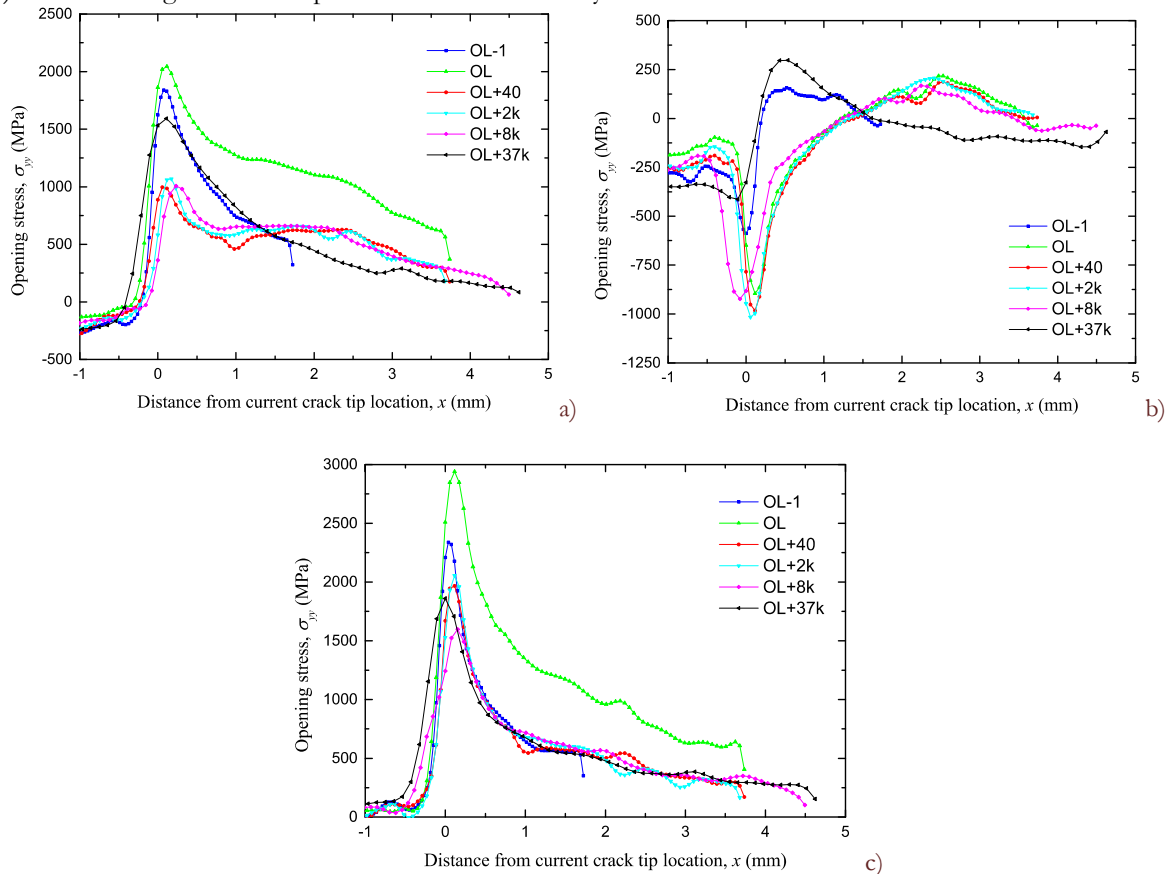 2500
2000
1500
1000
500
0
-500
Opening stress, σyy (MPa)
OL-1
OL
OL+40
OL+2k
OL+8k
OL+37k
-1 0 1 2 3 4 5
Distance from current crack tip location, x (mm)
a)
500
250
0
-250
-500
-750
-1000
-1250
Opening stress, σyy (MPa)
OL-1
OL
OL+40
OL+2k
OL+8k
OL+37k
-1 0 1 2 3 4 5
Distance from current crack tip location, x (mm)
b)
3000
2500
2000
1500
1000
500
0
Opening stress, σyy (MPa)
OL-1
OL
OL+40
OL+2k
OL+8k
OL+37k
-1 0 1 2 3 4 5
Distance from current crack tip location, x (mm)
c)